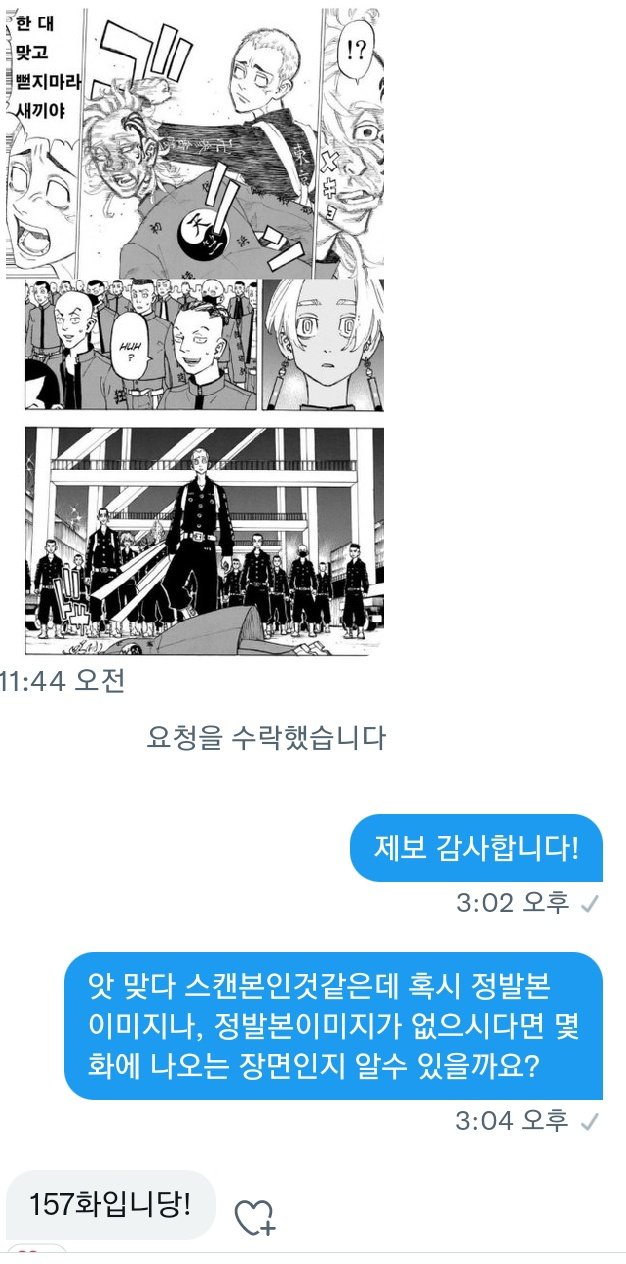 한 대
맞고
뻗지마라
새끼야
!?
メ
キ
ョ
東
天
HUH
?
11:44 오전
요청을 수락했습니다
제보 감사합니다!
3:02 오후
앗 맞다 스캔본인것같은데 혹시 정발본
이미지나, 정발본이미지가 없으시다면 몇
화에 나오는 장면인지 알수 있을까요?
3:04 오후
157화입니당!